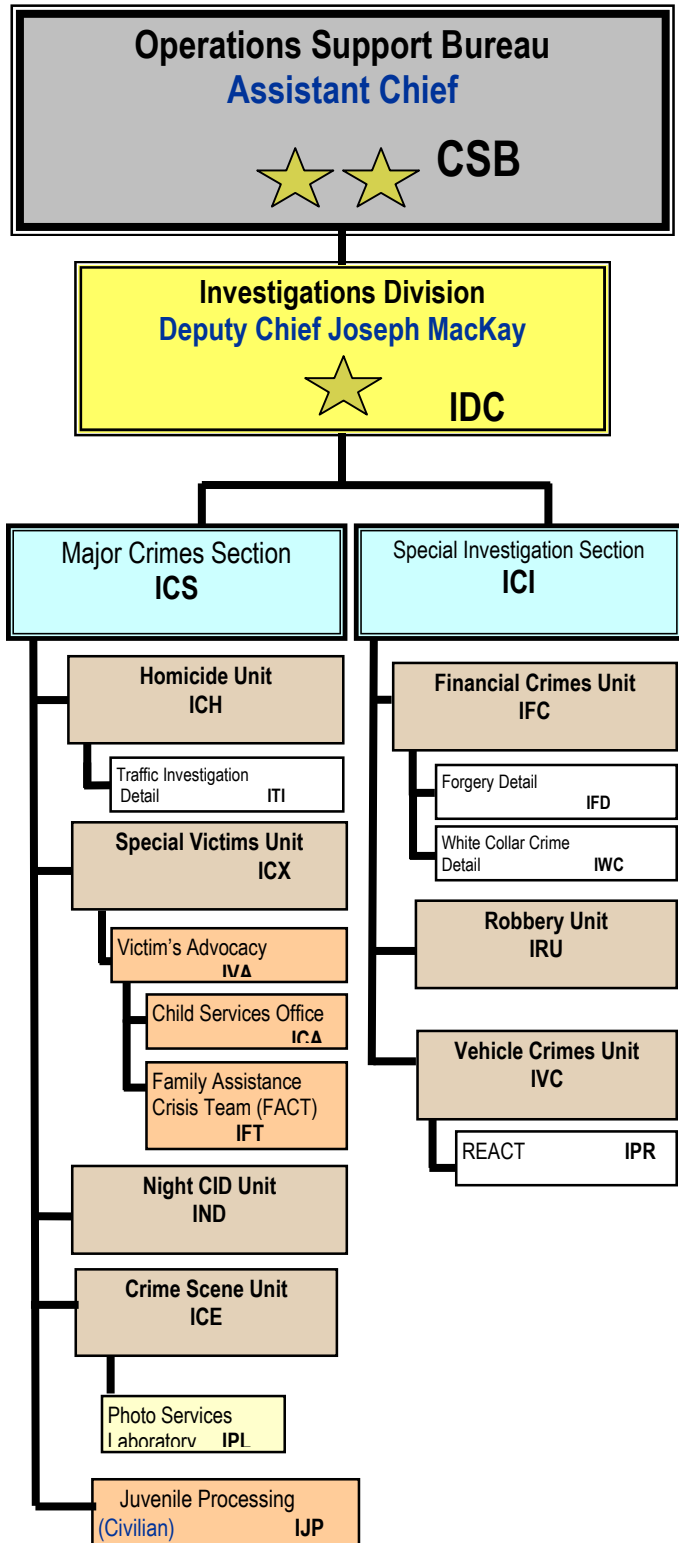 Operations Support Bureau
Assistant Chief
CSB
Investigations Division
Deputy Chief Joseph MacKay
IDC
Major Crimes Section
ICS
Homicide Unit
ICH
Traffic Investigation
Detail ITI
Special Victims Unit
ICX
Victim's Advocacy
IVA
Child Services Office
ICA
Family Assistance
Crisis Team (FACT)
IFT
Night CID Unit
IND
Crime Scene Unit
ICE
Photo Services
Laboratory IPL
Juvenile Processing
(Civilian) IJP
Special Investigation Section
ICI
Financial Crimes Unit
IFC
Forgery Detail
IFD
White Collar Crime
Detail IWC
Robbery Unit
IRU
Vehicle Crimes Unit
IVC
REACT IPR